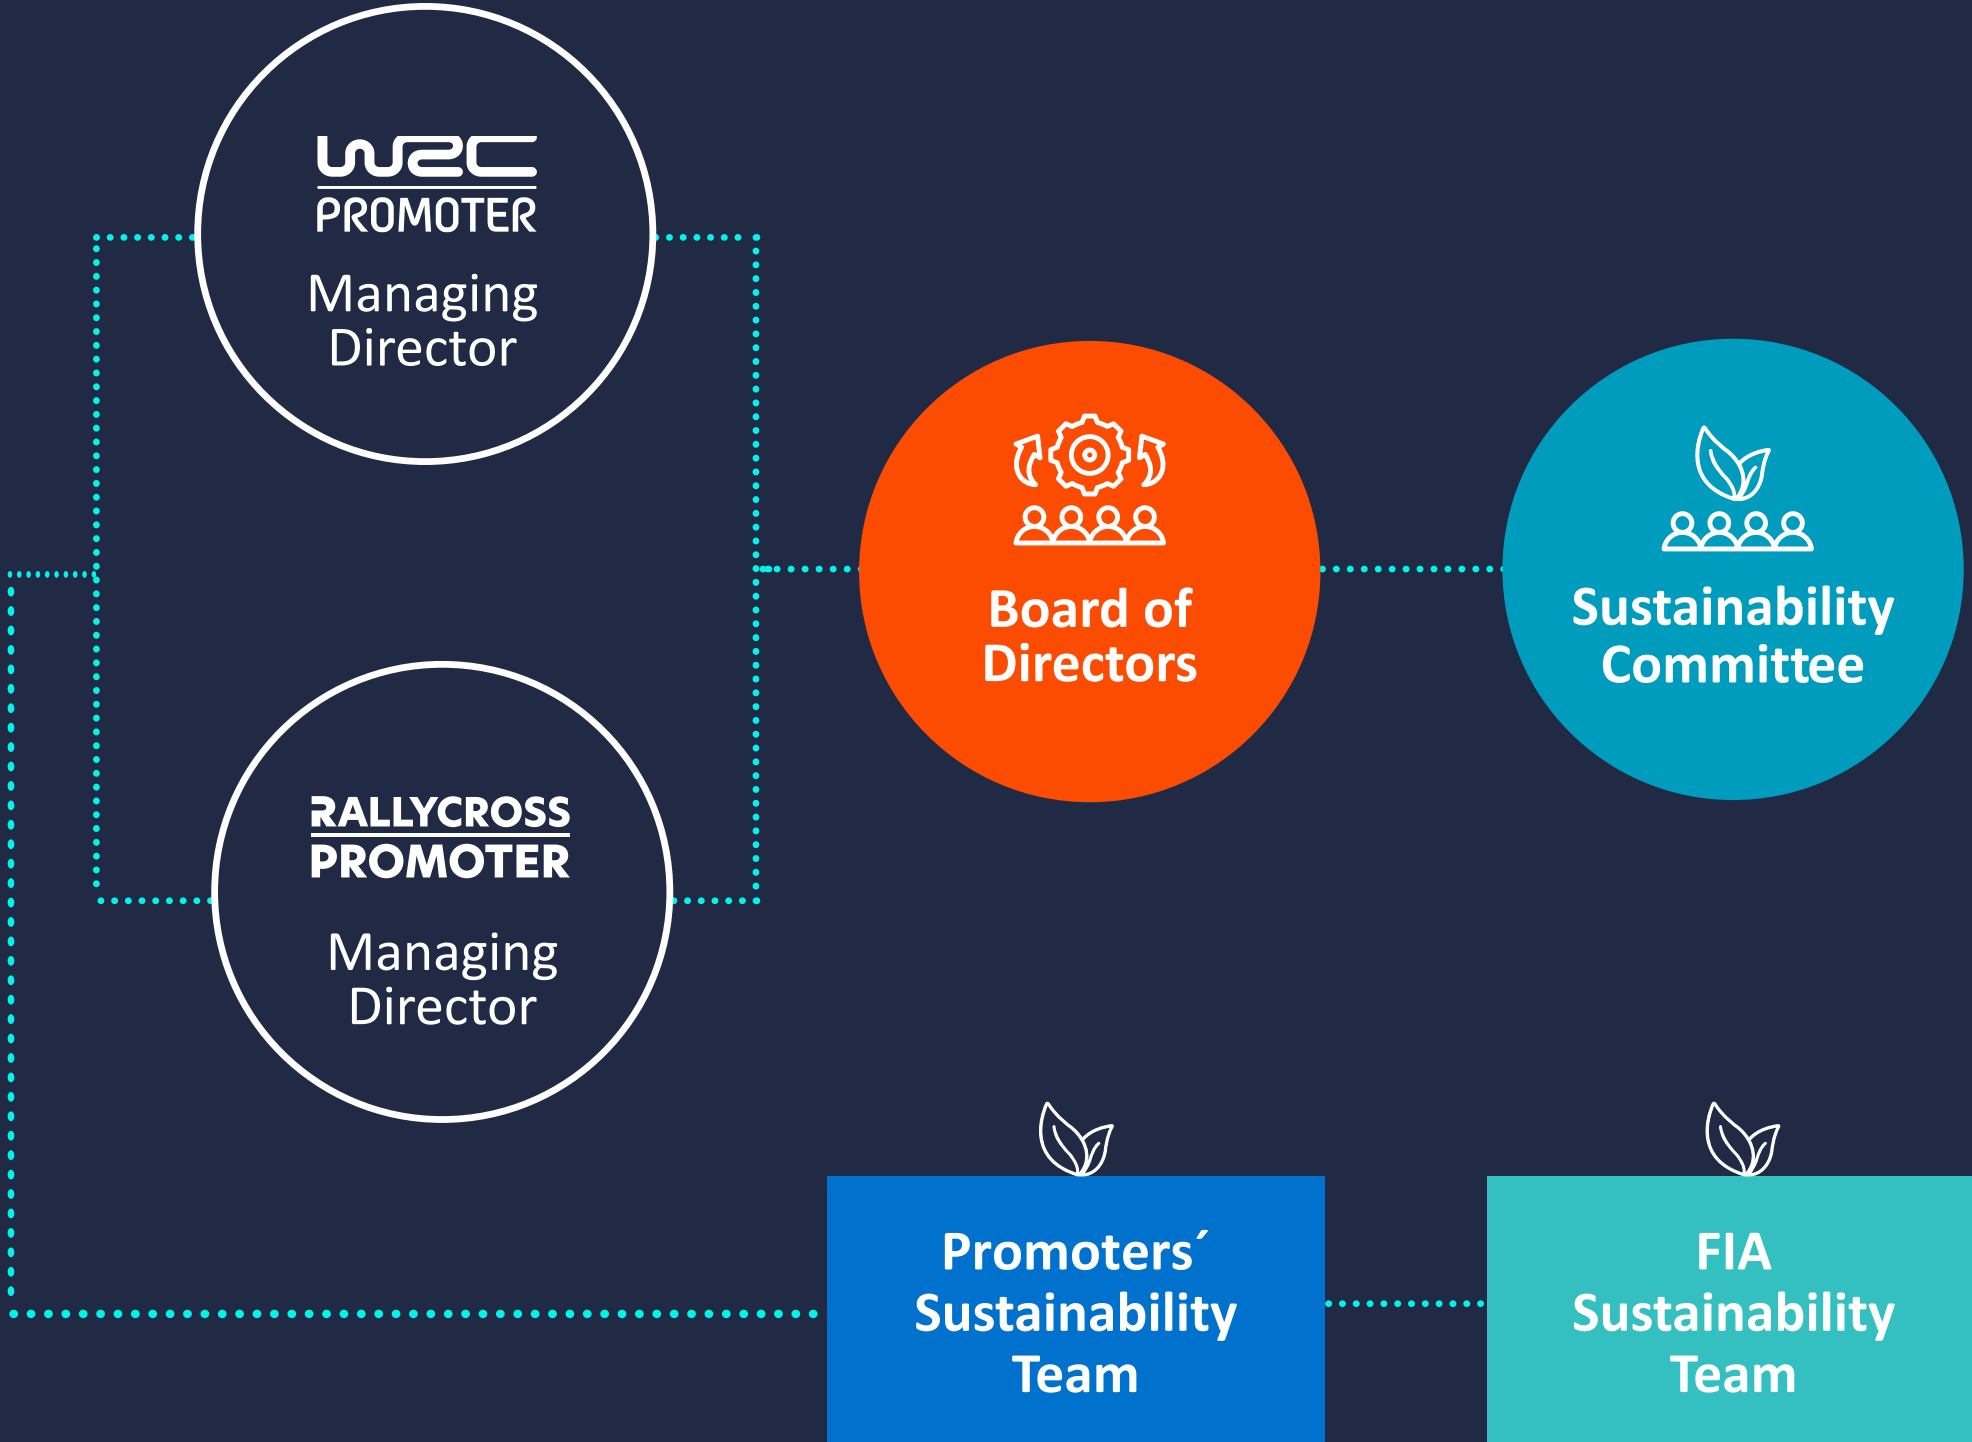 WRC
PROMOTER
Managing
Director
Board of
Directors
Sustainability
Committee
RALLYCROSS
PROMOTER
Managing
Director
Promoters´
Sustainability
Team
FIA
Sustainability
Team